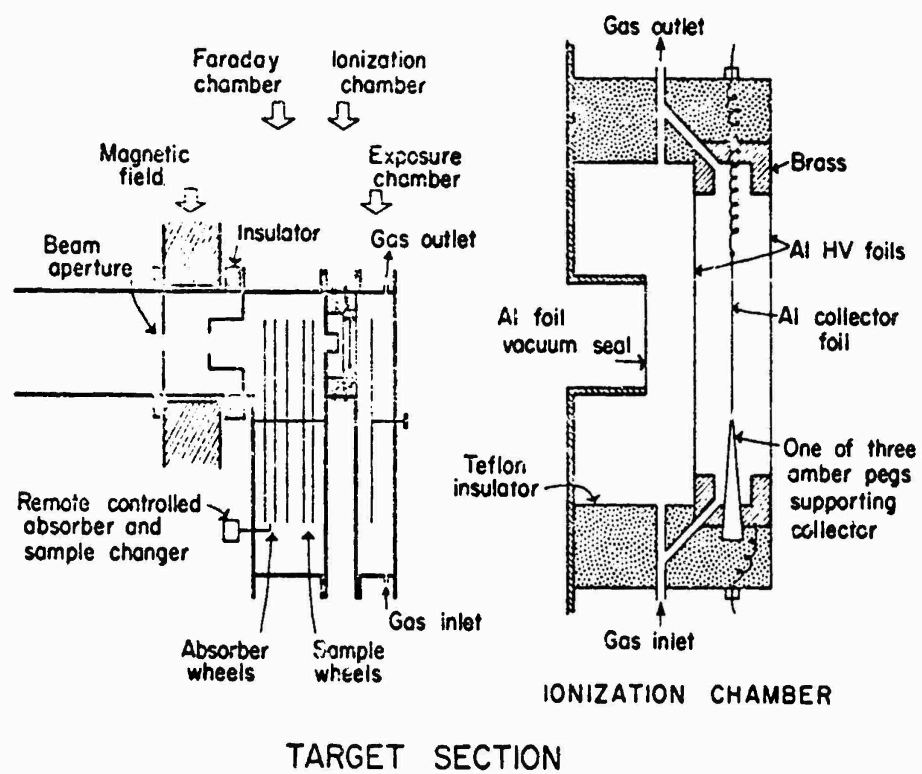 Faraday
chamber
Ionization
chamber
Magnetic
field
Exposure
chamber
Insulator
Gas outlet
Beam
aperture
Remote controlled
absorber and
sample changer
Gas inlet
Absorber
wheels
Sample
wheels
Gas outlet
Brass
Al HV foils
Al foil
vacuum seal
Al collector
foil
Teflon
insulator
One of three
amber pegs
supporting
collector
Gas inlet
IONIZATION CHAMBER
TARGET SECTION